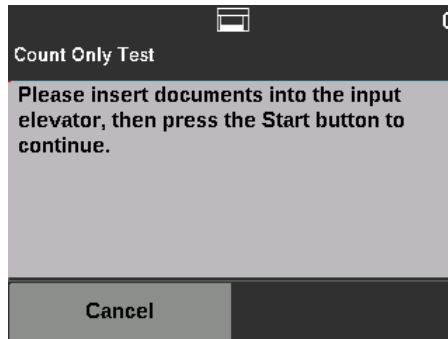 Count Only Test
Please insert documents into the input
elevator, then press the Start button to
continue.
Cancel